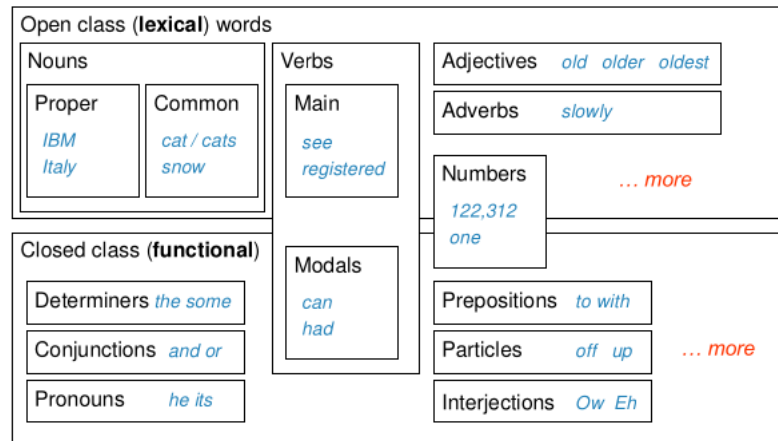 Open class (lexical) words
Nouns
Proper
IBM
Italy
Common
cat / cats
snow
Verbs
Main
see
registered
Adjectives old older oldest
Adverbs slowly
Numbers
122,312
one
… more
Closed class (functional)
Determiners the some
Conjunctions and or
Pronouns he its
Modals
can
had
Prepositions to with
Particles off up
Interjections Ow Eh
… more